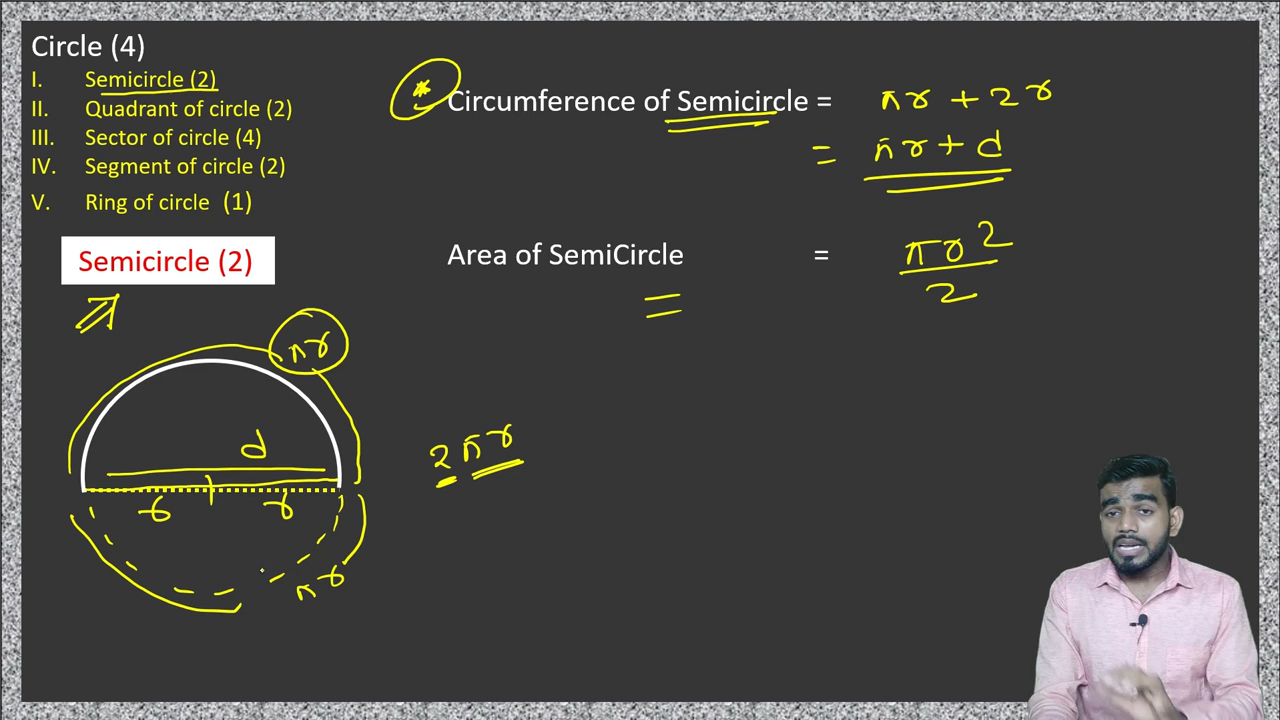 Circle (4)
I. Semicircle (2)
II. Quadrant of circle (2)
III. Sector of circle (4)
IV. Segment of circle (2)
V. Ring of circle (1)
Semicircle (2)
* Circumference of Semicircle = πr + 2r
= πr + d
Area of SemiCircle = πr²/2
=
πr
d
r r
2πr
πr